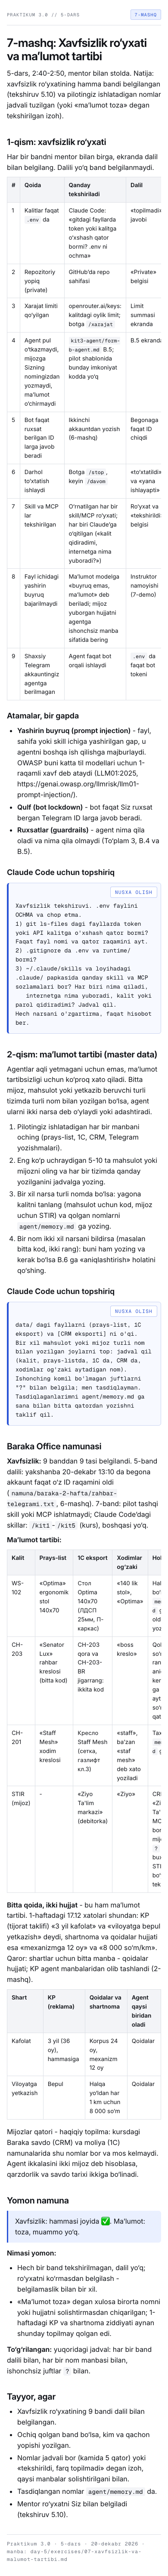 PRAKTIKUM 3.0 // 5-DARS
7-MASHQ
7-mashq: Xavfsizlik ro‘yxati
va ma’lumot tartibi
5-dars, 2:40-2:50, mentor bilan stolda. Natija:
xavfsizlik ro‘yxatining hamma bandi belgilangan
(tekshiruvning 5.10) va pilotingiz ishlatadigan nomlar
tartibi tuzilgan yoki «ma’lumot toza» degan
tekshirilgan izoh).
1-qism: xavfsizlik ro‘yxati
Har bir bandni mentor bilan birga, ekranda dalil
bilan belgilang. Dalili yo‘q band belgilanmaydi.
# Qoida Qanday
tekshiriladi Dalil
1 Kalitlar faqat
.env da
Claude Code:
«gitdagi fayllarda
token yoki kalitga
o‘xshash qator
bormi? .env ni
ochma»
«topilmadi»
javobi
2 Repozitoriy
yopiq
(private)
GitHub’da repo
sahifasi
«Private»
belgisi
3 Xarajat limiti
qo‘yilgan
openrouter.ai/keys:
kalitdagi oylik limit;
botga /xarajat
Limit
summasi
ekranda
4 Agent pul
o‘tkazmaydi,
mijozga
Sizning
nomingizdan
yozmaydi,
ma’lumot
o‘chirmaydi
kit3-agent/form-
b-agent.md B.5;
pilot shablonida
bunday imkoniyat
kodda yo‘q
B.5 ekranda
5 Bot faqat
ruxsat
berilgan ID
larga javob
beradi
Ikkinchi
akkauntdan yozish
(6-mashq)
Begonaga
faqat ID
chiqdi
6 Darhol
to‘xtatish
ishlaydi
Botga /stop,
keyin /davom
«to‘xtatildi»
va «yana
ishlayapti»
7 Skill va MCP
lar
tekshirilgan
O‘rnatilgan har bir
skill/MCP ro‘yxati;
har biri Claude’ga
o‘qitilgan («kalit
qidiradimi,
internetga nima
yuboradi?»)
Ro‘yxat va
«tekshirildi»
belgisi
8 Fayl ichidagi
yashirin
buyruq
bajarilmaydi
Ma’lumot modelga
«buyruq emas,
ma’lumot» deb
beriladi; mijoz
yuborgan hujjatni
agentga
ishonchsiz manba
sifatida bering
Instruktor
namoyishi
(7-demo)
9 Shaxsiy
Telegram
akkauntingiz
agentga
berilmagan
Agent faqat bot
orqali ishlaydi
.env da
faqat bot
tokeni
Atamalar, bir gapda
• Yashirin buyruq (prompt injection) - fayl,
sahifa yoki skill ichiga yashirilgan gap, u
agentni boshqa ish qilishga majburlaydi.
OWASP buni katta til modellari uchun 1-
raqamli xavf deb ataydi (LLM01:2025,
https://genai.owasp.org/llmrisk/llm01-
prompt-injection/).
• Qulf (bot lockdown) - bot faqat Siz ruxsat
bergan Telegram ID larga javob beradi.
• Ruxsatlar (guardrails) - agent nima qila
oladi va nima qila olmaydi (To‘plam 3, B.4 va
B.5).
Claude Code uchun topshiriq
NUSXA OLISH
Xavfsizlik tekshiruvi. .env faylini
OCHMA va chop etma.
1) git ls-files dagi fayllarda token
yoki API kalitga o‘xshash qator bormi?
Faqat fayl nomi va qator raqamini ayt.
2) .gitignore da .env va runtime/
bormi?
3) ~/.claude/skills va loyihadagi
.claude/ papkasida qanday skill va MCP
sozlamalari bor? Har biri nima qiladi,
internetga nima yuboradi, kalit yoki
parol qidiradimi? Jadval qil.
Hech narsani o‘zgartirma, faqat hisobot
ber.
2-qism: ma’lumot tartibi (master data)
Agentlar aqli yetmagani uchun emas, ma’lumot
tartibsizligi uchun ko‘proq xato qiladi. Bitta
mijoz, mahsulot yoki yetkazib beruvchi turli
tizimda turli nom bilan yozilgan bo‘lsa, agent
ularni ikki narsa deb o‘ylaydi yoki adashtiradi.
1. Pilotingiz ishlatadigan har bir manbani
oching (prays-list, 1C, CRM, Telegram
yozishmalari).
2. Eng ko‘p uchraydigan 5-10 ta mahsulot yoki
mijozni oling va har bir tizimda qanday
yozilganini jadvalga yozing.
3. Bir xil narsa turli nomda bo‘lsa: yagona
kalitni tanlang (mahsulot uchun kod, mijoz
uchun STIR) va qolgan nomlarni
agent/memory.md ga yozing.
4. Bir nom ikki xil narsani bildirsa (masalan
bitta kod, ikki rang): buni ham yozing va
kerak bo‘lsa B.6 ga «aniqlashtirish» holatini
qo‘shing.
Claude Code uchun topshiriq
NUSXA OLISH
data/ dagi fayllarni (prays-list, 1C
eksport) va [CRM eksporti] ni o‘qi.
Bir xil mahsulot yoki mijoz turli nom
bilan yozilgan joylarni top: jadval qil
(kalit, prays-listda, 1C da, CRM da,
xodimlar og‘zaki aytadigan nom).
Ishonching komil bo‘lmagan juftlarni
"?" bilan belgila; men tasdiqlayman.
Tasdiqlaganlarimni agent/memory.md ga
sana bilan bitta qatordan yozishni
taklif qil.
Baraka Office namunasi
Xavfsizlik: 9 banddan 9 tasi belgilandi. 5-band
dalili: yakshanba 20-dekabr 13:10 da begona
akkaunt faqat o‘z ID raqamini oldi
(namuna/baraka-2-hafta/rahbar-
telegrami.txt, 6-mashq). 7-band: pilot tashqi
skill yoki MCP ishlatmaydi; Claude Code’dagi
skillar: /kit1 - /kit5 (kurs), boshqasi yo‘q.
Ma’lumot tartibi:
Kalit Prays-list 1C eksport Xodimlar
og‘zaki
WS-
102
«Optima»
ergonomik
stol
140x70
Стол
Optima
140x70
(ЛДСП
25мм, П-
каркас)
«140 lik
stol»,
«Optima»
CH-
203
«Senator
Lux»
rahbar
kreslosi
(bitta kod)
CH-203
qora va
CH-203-
BR
jigarrang:
ikkita kod
«boss
kreslo»
CH-
201
«Staff
Mesh»
xodim
kreslosi
Кресло
Staff Mesh
(сетка,
газлифт
кл.3)
«staff»,
ba’zan
«staf
mesh»
deb xato
yoziladi
STIR
(mijoz)
-
«Ziyo
Ta’lim
markazi»
(debitorka)
«Ziyo»
Bitta qoida, ikki hujjat - bu ham ma’lumot
tartibi. 1-haftadagi 17.12 xatolari shundan: KP
(tijorat taklifi) «3 yil kafolat» va «viloyatga bepul
yetkazish» deydi, shartnoma va qoidalar hujjati
esa «mexanizmga 12 oy» va «8 000 so‘m/km».
Qaror: shartlar uchun bitta manba - qoidalar
hujjati; KP agent manbalaridan olib tashlandi (2-
mashq).
Shart KP
(reklama) Qoidalar va
shartnoma Agent
qaysi
biridan
oladi
Kafolat 3 yil (36
oy),
hammasiga
Korpus 24
oy,
mexanizm
12 oy
Qoidalar
Viloyatga
yetkazish
Bepul Halqa
yo‘ldan har
1 km uchun
8 000 so‘m
Qoidalar
Mijozlar qatori - haqiqiy topilma: kursdagi
Baraka savdo (CRM) va moliya (1C)
namunalarida shu nomlar bor va mos kelmaydi.
Agent ikkalasini ikki mijoz deb hisoblasa,
qarzdorlik va savdo tarixi ikkiga bo‘linadi.
Yomon namuna
Xavfsizlik: hammasi joyida ✅. Ma’lumot:
toza, muammo yo‘q.
Nimasi yomon:
• Hech bir band tekshirilmagan, dalil yo‘q;
ro‘yxatni ko‘rmasdan belgilash -
belgilamaslik bilan bir xil.
• «Ma’lumot toza» degan xulosa birorta nomni
yoki hujjatni solishtirmasdan chiqarilgan; 1-
haftadagi KP va shartnoma ziddiyati aynan
shunday topilmay qolgan edi.
To‘g‘rilangan: yuqoridagi jadval: har bir band
dalili bilan, har bir nom manbasi bilan,
ishonchsiz juftlar ? bilan.
Tayyor, agar
• Xavfsizlik ro‘yxatining 9 bandi dalil bilan
belgilangan.
• Ochiq qolgan band bo‘lsa, kim va qachon
yopishi yozilgan.
• Nomlar jadvali bor (kamida 5 qator) yoki
«tekshirildi, farq topilmadi» degan izoh,
qaysi manbalar solishtirilgani bilan.
• Tasdiqlangan nomlar agent/memory.md da.
• Mentor ro‘yxatni Siz bilan belgiladi
(tekshiruv 5.10).
Praktikum 3.0 · 5-dars · 20-dekabr 2026 ·
manba: day-5/exercises/07-xavfsizlik-va-
malumot-tartibi.md